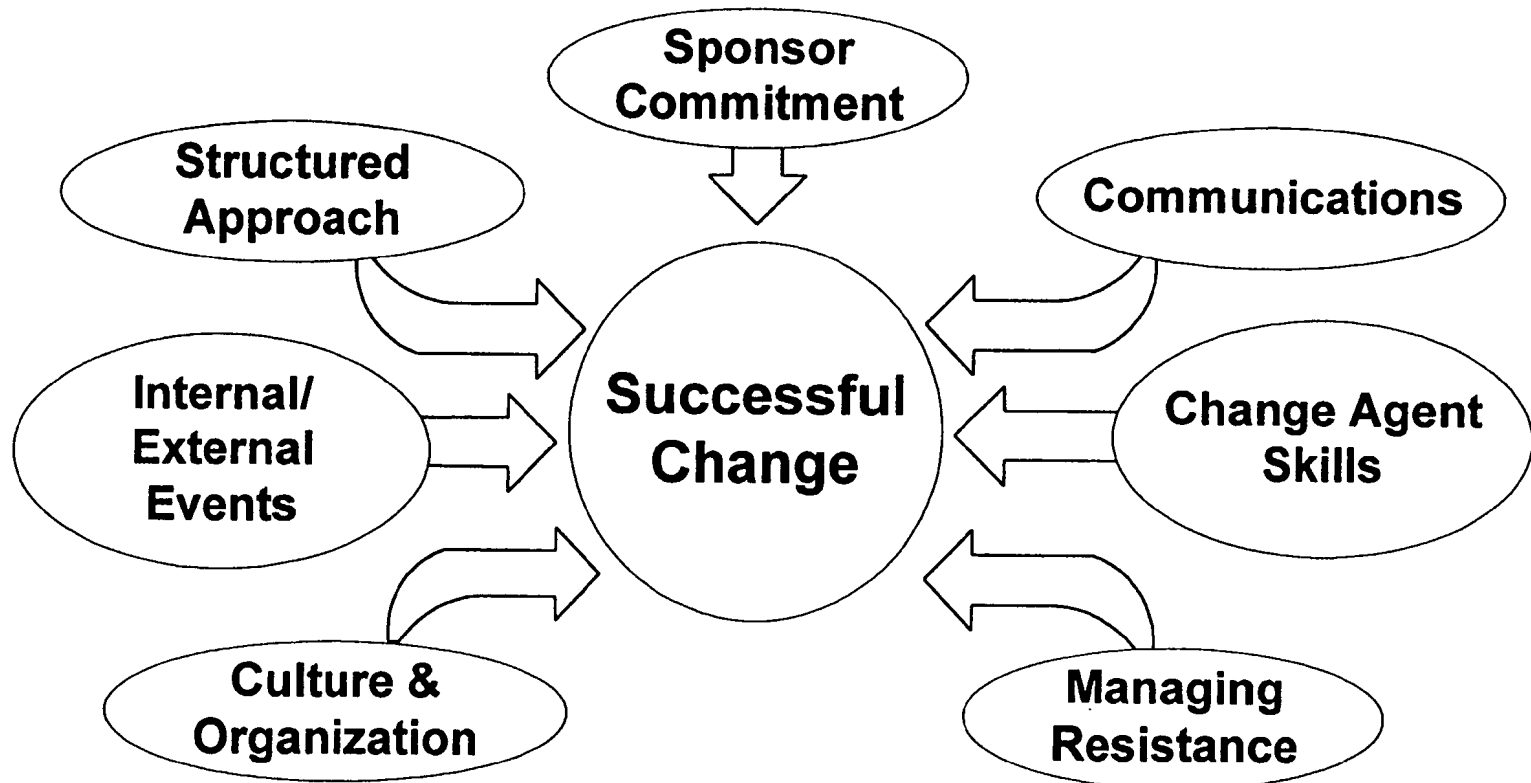 Sponsor
Commitment
Structured
Approach
Communications
Internal/
External
Events
Successful
Change
Change Agent
Skills
Culture &
Organization
Managing
Resistance